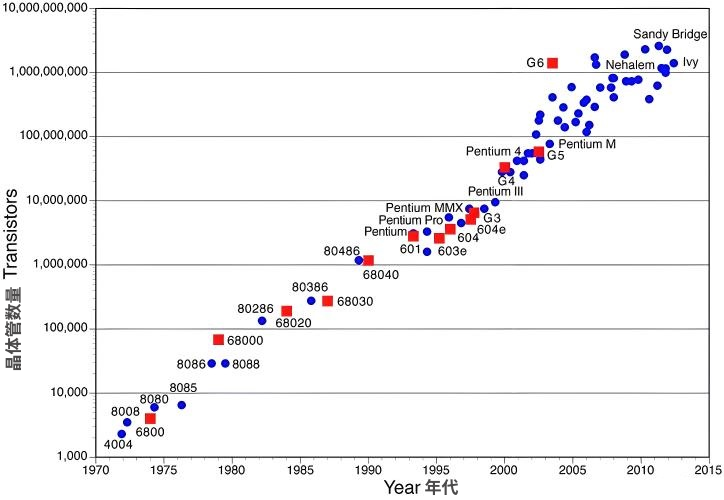 10,000,000,000
1,000,000,000
100,000,000
10,000,000
1,000,000
100,000
10,000
1,000
晶体管数量 Transistors
Sandy Bridge
G6
Nehalem
Ivy
Pentium 4
Pentium M
G5
G4
Pentium III
Pentium MMX
G3
Pentium Pro
604e
Pentium
604
601
603e
80486
68040
80386
68030
80286
68020
68000
8086
8088
8085
8080
8008
6800
4004
1970
1975
1980
1985
1990
1995
2000
2005
2010
2015
Year 年代